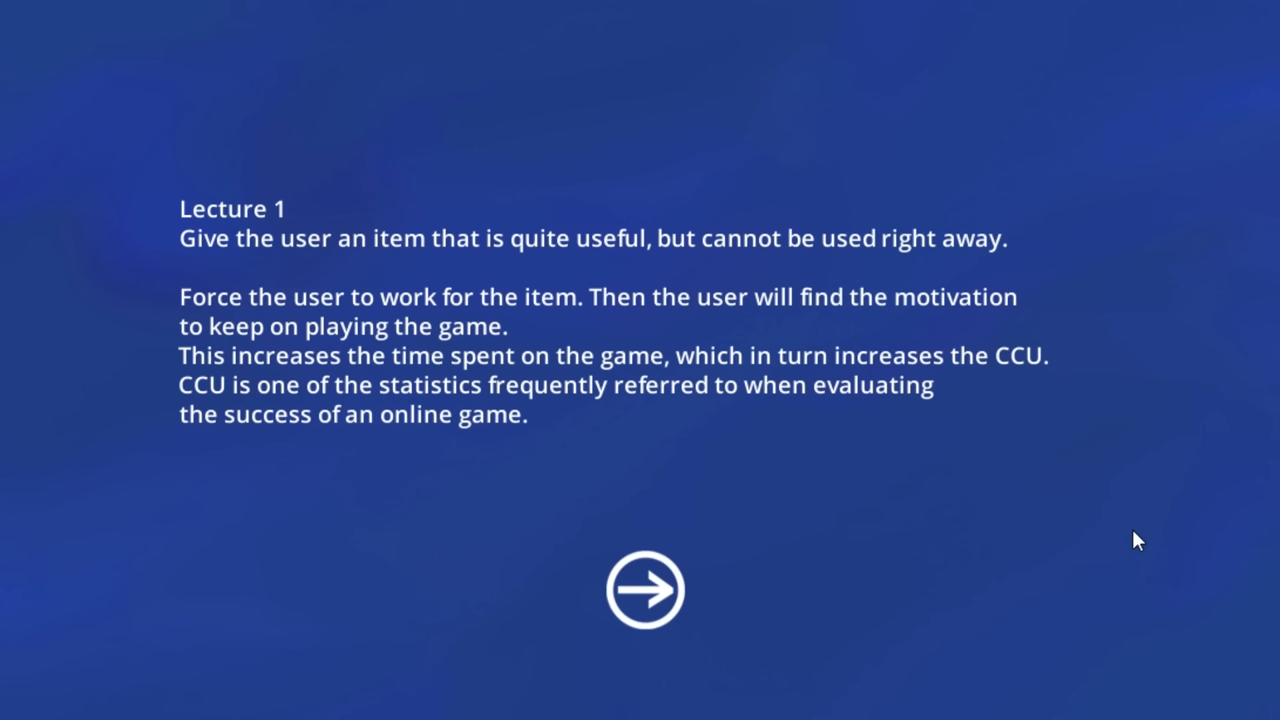 Lecture 1
Give the user an item that is quite useful, but cannot be used right away.
Force the user to work for the item. Then the user will find the motivation
to keep on playing the game.
This increases the time spent on the game, which in turn increases the CCU.
CCU is one of the statistics frequently referred to when evaluating
the success of an online game.